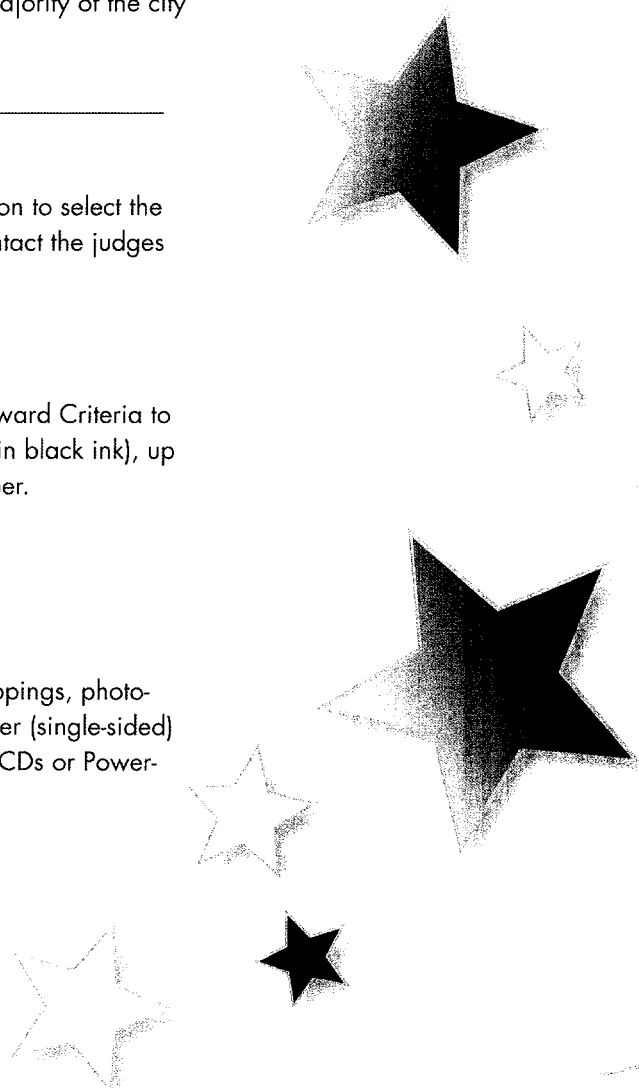 ajority of the city
on to select the
ntact the judges
ward Criteria to
in black ink), up
er.
ppings, photo-
er (single-sided)
CDs or Power-